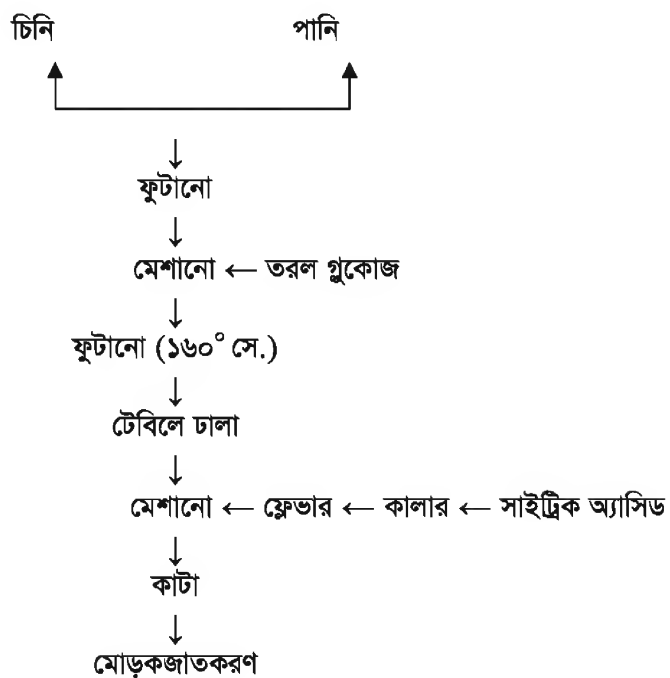 চিনি পানি
↓
ফুটানো
↓
মেশানো ← তরল গ্লুকোজ
↓
ফুটানো (১৬০° সে.)
↓
টেবিলে ঢালা
↓
মেশানো ← ফ্লেভার ← কালার ← সাইট্রিক অ্যাসিড
↓
কাটা
↓
মোড়কজাতকরণ